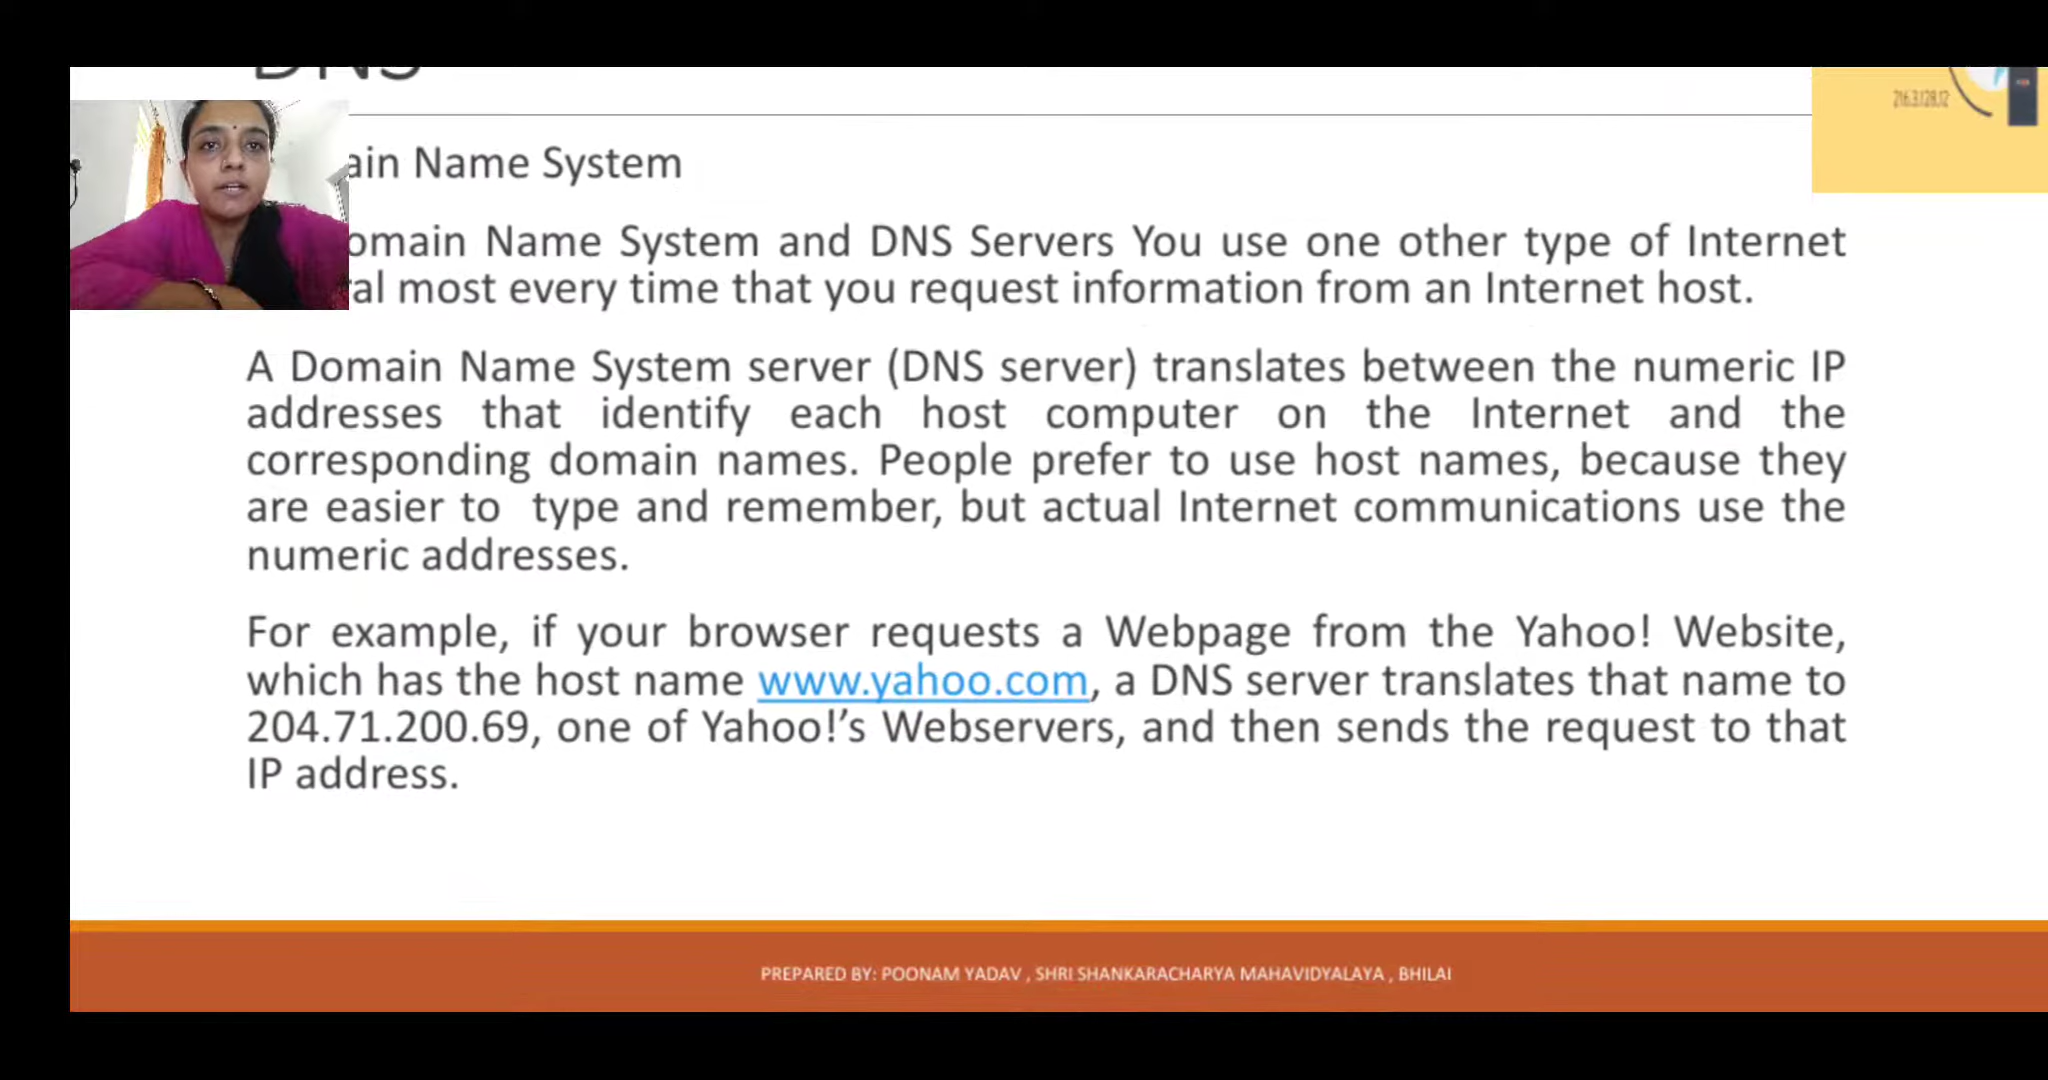 DNS
216.3.128.12
ain Name System
omain Name System and DNS Servers You use one other type of Internet
ral most every time that you request information from an Internet host.
A Domain Name System server (DNS server) translates between the numeric IP
addresses that identify each host computer on the Internet and the
corresponding domain names. People prefer to use host names, because they
are easier to type and remember, but actual Internet communications use the
numeric addresses.
For example, if your browser requests a Webpage from the Yahoo! Website,
which has the host name www.yahoo.com, a DNS server translates that name to
204.71.200.69, one of Yahoo!’s Webservers, and then sends the request to that
IP address.
PREPARED BY: POONAM YADAV , SHRI SHANKARACHARYA MAHAVIDYALAYA , BHILAI